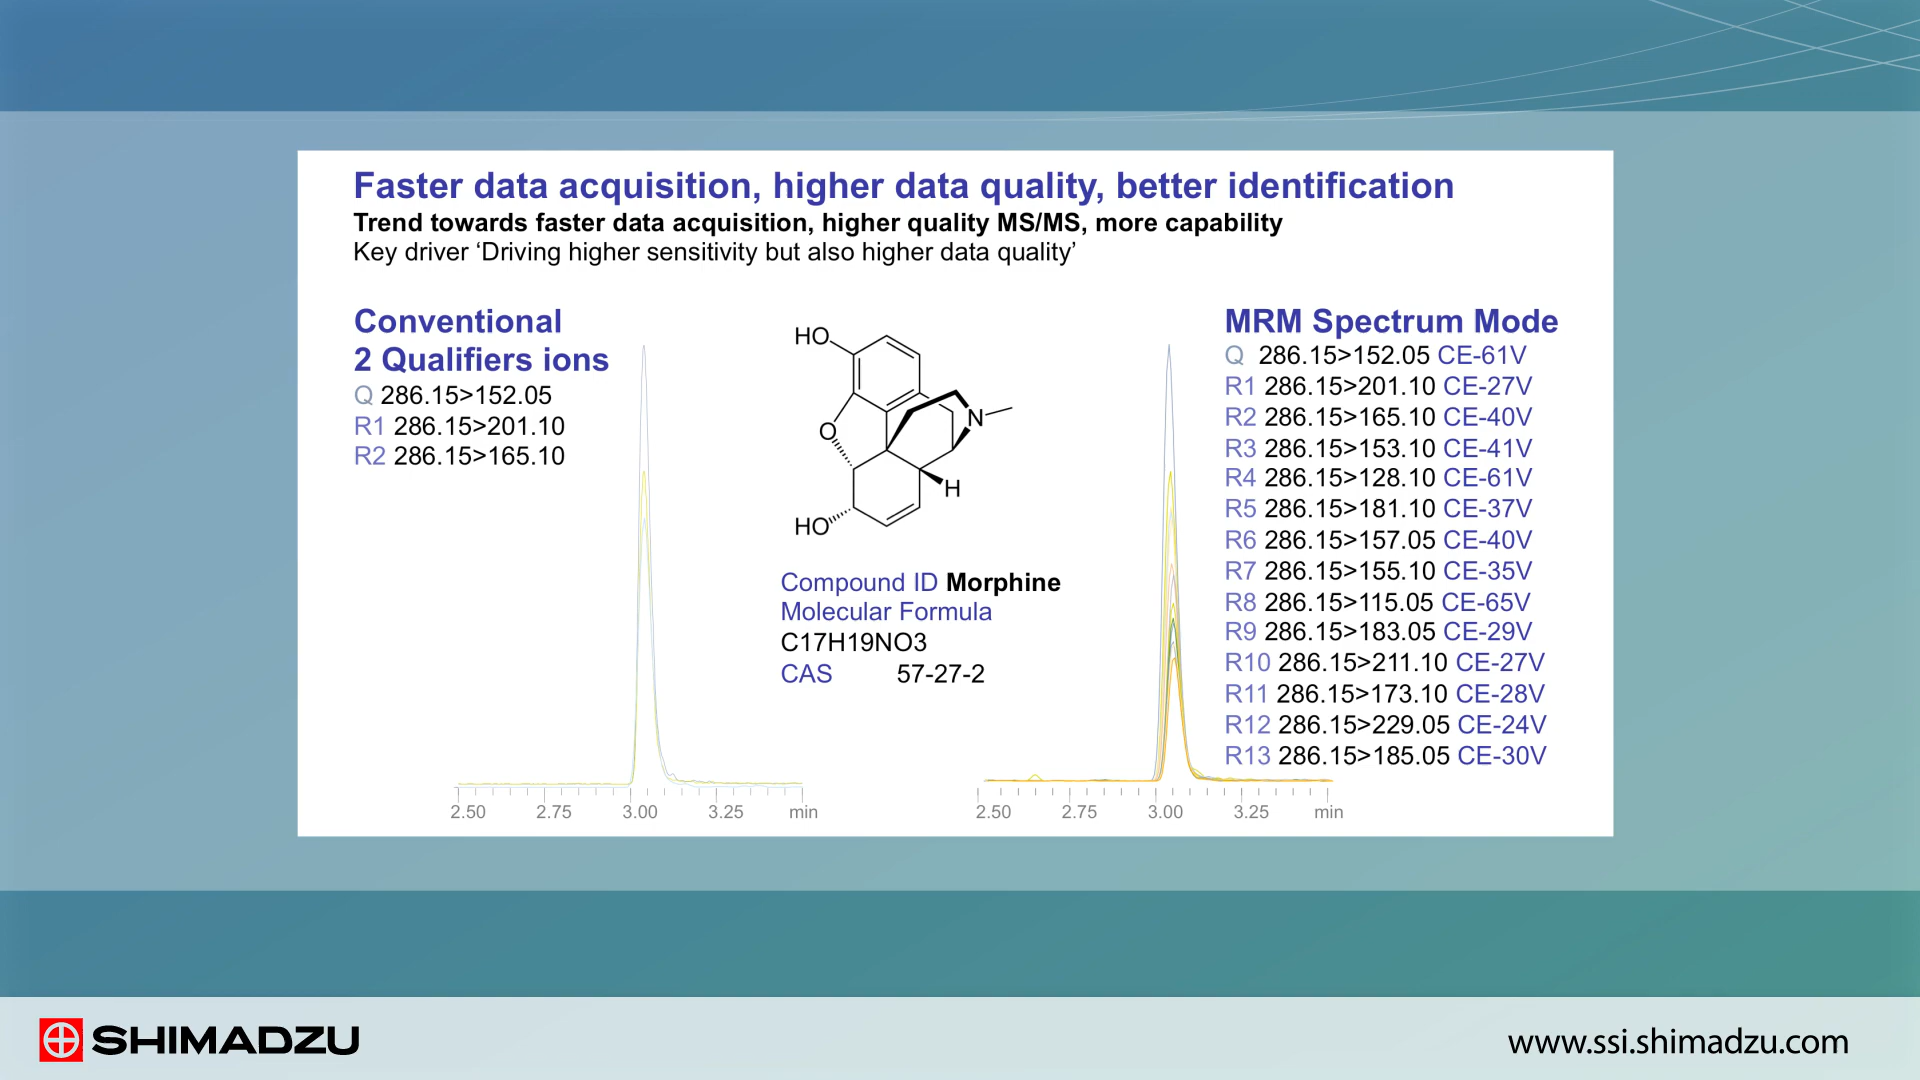 Faster data acquisition, higher data quality, better identification
Trend towards faster data acquisition, higher quality MS/MS, more capability
Key driver ‘Driving higher sensitivity but also higher data quality’
Conventional
2 Qualifiers ions
Q 286.15>152.05
R1 286.15>201.10
R2 286.15>165.10
2.50 2.75 3.00 3.25 min
HO
O
N
H
HO
Compound ID Morphine
Molecular Formula
C17H19NO3
CAS 57-27-2
MRM Spectrum Mode
Q 286.15>152.05 CE-61V
R1 286.15>201.10 CE-27V
R2 286.15>165.10 CE-40V
R3 286.15>153.10 CE-41V
R4 286.15>128.10 CE-61V
R5 286.15>181.10 CE-37V
R6 286.15>157.05 CE-40V
R7 286.15>155.10 CE-35V
R8 286.15>115.05 CE-65V
R9 286.15>183.05 CE-29V
R10 286.15>211.10 CE-27V
R11 286.15>173.10 CE-28V
R12 286.15>229.05 CE-24V
R13 286.15>185.05 CE-30V
2.50 2.75 3.00 3.25 min
SHIMADZU
www.ssi.shimadzu.com